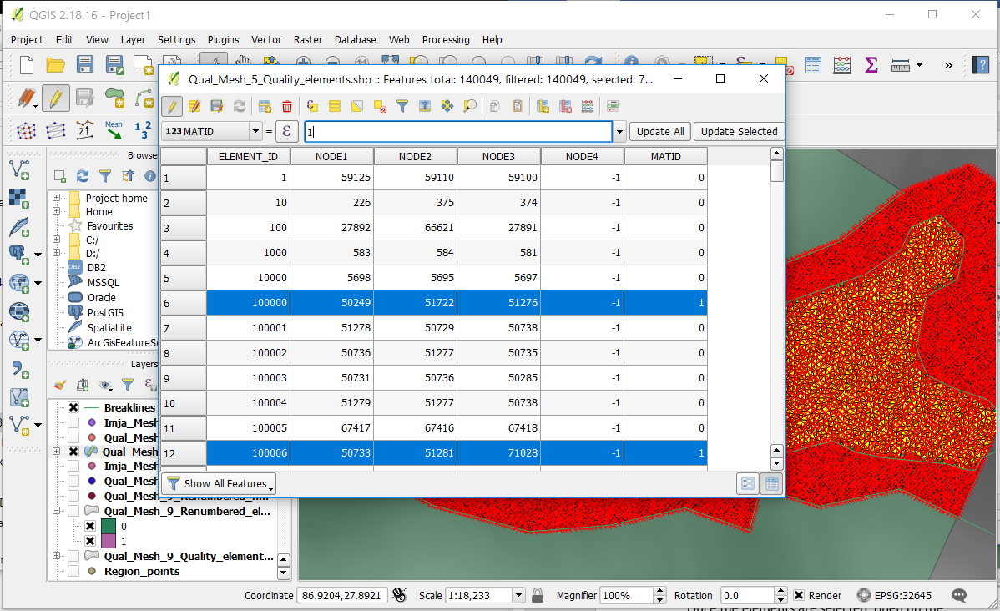 QGIS 2.18.16 - Project1
Project Edit View Layer Settings Plugins Vector Raster Database Web Processing Help
Qual_Mesh_5_Quality_elements.shp :: Features total: 140049, filtered: 140049, selected: 7...
123 MATID = ε 1 Update All Update Selected
ELEMENT_ID NODE1 NODE2 NODE3 NODE4 MATID
1 1 59125 59110 59100 -1 0
2 10 226 375 374 -1 0
3 100 27892 66621 27891 -1 0
4 1000 583 584 581 -1 0
5 10000 5698 5695 5697 -1 0
6 100000 50249 51722 51276 -1 1
7 100001 51278 50729 50738 -1 0
8 100002 50736 51277 50735 -1 0
9 100003 50731 50736 50285 -1 0
10 100004 51279 51277 50738 -1 0
11 100005 67417 67416 67418 -1 0
12 100006 50733 51281 71028 -1 1
Show All Features
Mesh 1 2 3
Browse
Project home
Home
Favourites
C:/
D:/
DB2
MSSQL
Oracle
PostGIS
SpatiaLite
ArcGisFeatureSe
Layers
Breaklines
Imja_Mesh
Qual_Mesh
Qual_Mesh
Imja_Mesh
Qual_Mesh
Qual_Mesh_9_Renumbered_
Qual_Mesh_9_Renumbered_el...
0
1
Qual_Mesh_9_Quality_element...
Region_points
Coordinate 86.9204,27.8921 Scale 1:18,233 Magnifier 100% Rotation 0.0 Render EPSG:32645